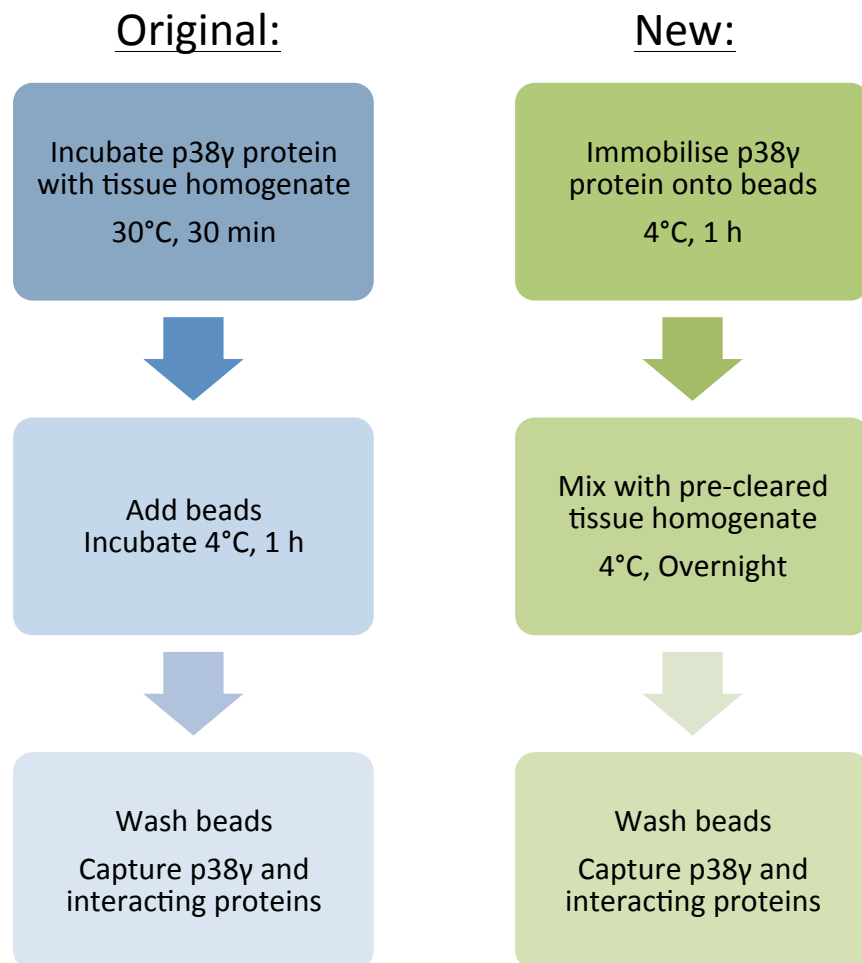 Original:
Incubate p38γ protein
with tissue homogenate
30°C, 30 min
Add beads
Incubate 4°C, 1 h
Wash beads
Capture p38γ and
interacting proteins
New:
Immobilise p38γ
protein onto beads
4°C, 1 h
Mix with pre-cleared
tissue homogenate
4°C, Overnight
Wash beads
Capture p38γ and
interacting proteins